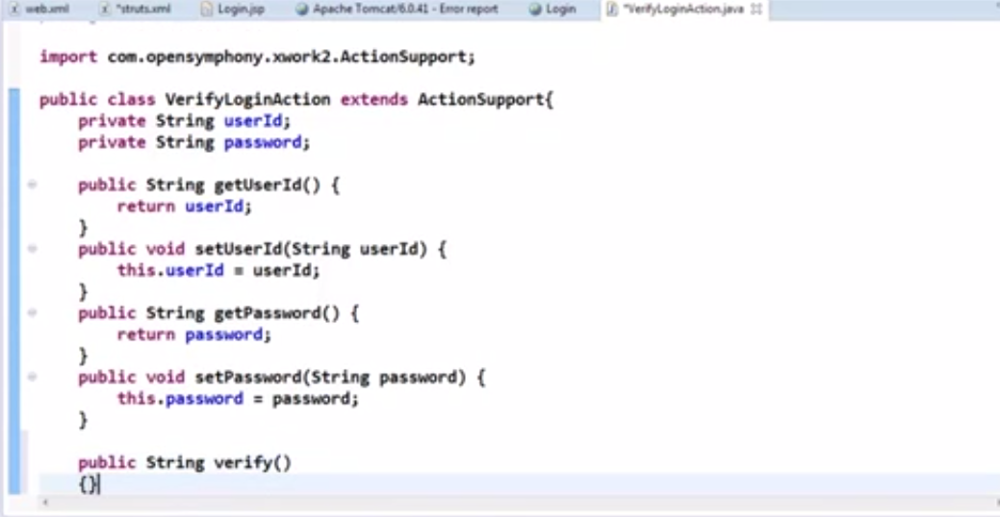 web.xml *struts.xml Login.jsp Apache Tomcat/6.0.41 - Error report Login *VerifyLoginAction.java
import com.opensymphony.xwork2.ActionSupport;
public class VerifyLoginAction extends ActionSupport{
private String userId;
private String password;
public String getUserId() {
return userId;
}
public void setUserId(String userId) {
this.userId = userId;
}
public String getPassword() {
return password;
}
public void setPassword(String password) {
this.password = password;
}
public String verify()
{}